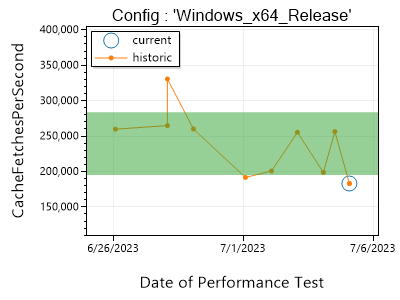 Config : 'Windows_x64_Release'
400,000
350,000
300,000
250,000
200,000
150,000
CacheFetchesPerSecond
current
historic
6/26/2023
7/1/2023
7/6/2023
Date of Performance Test